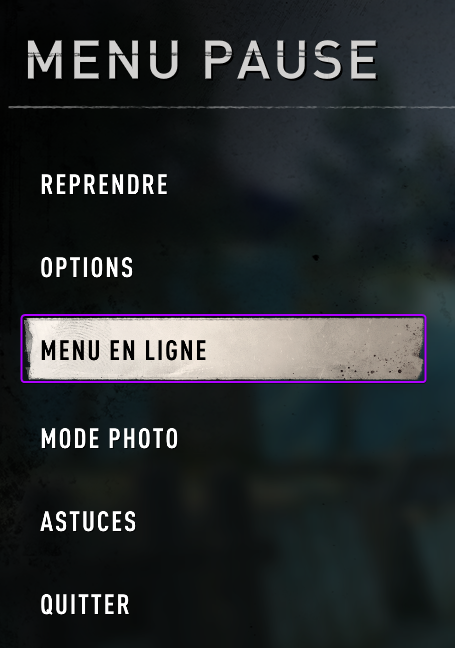 MENU PAUSE
REPRENDRE
OPTIONS
MENU EN LIGNE
MODE PHOTO
ASTUCES
QUITTER